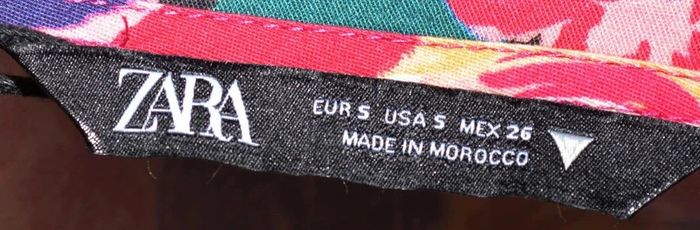 ZARA
EUR S USA S MEX 26
MADE IN MOROCCO